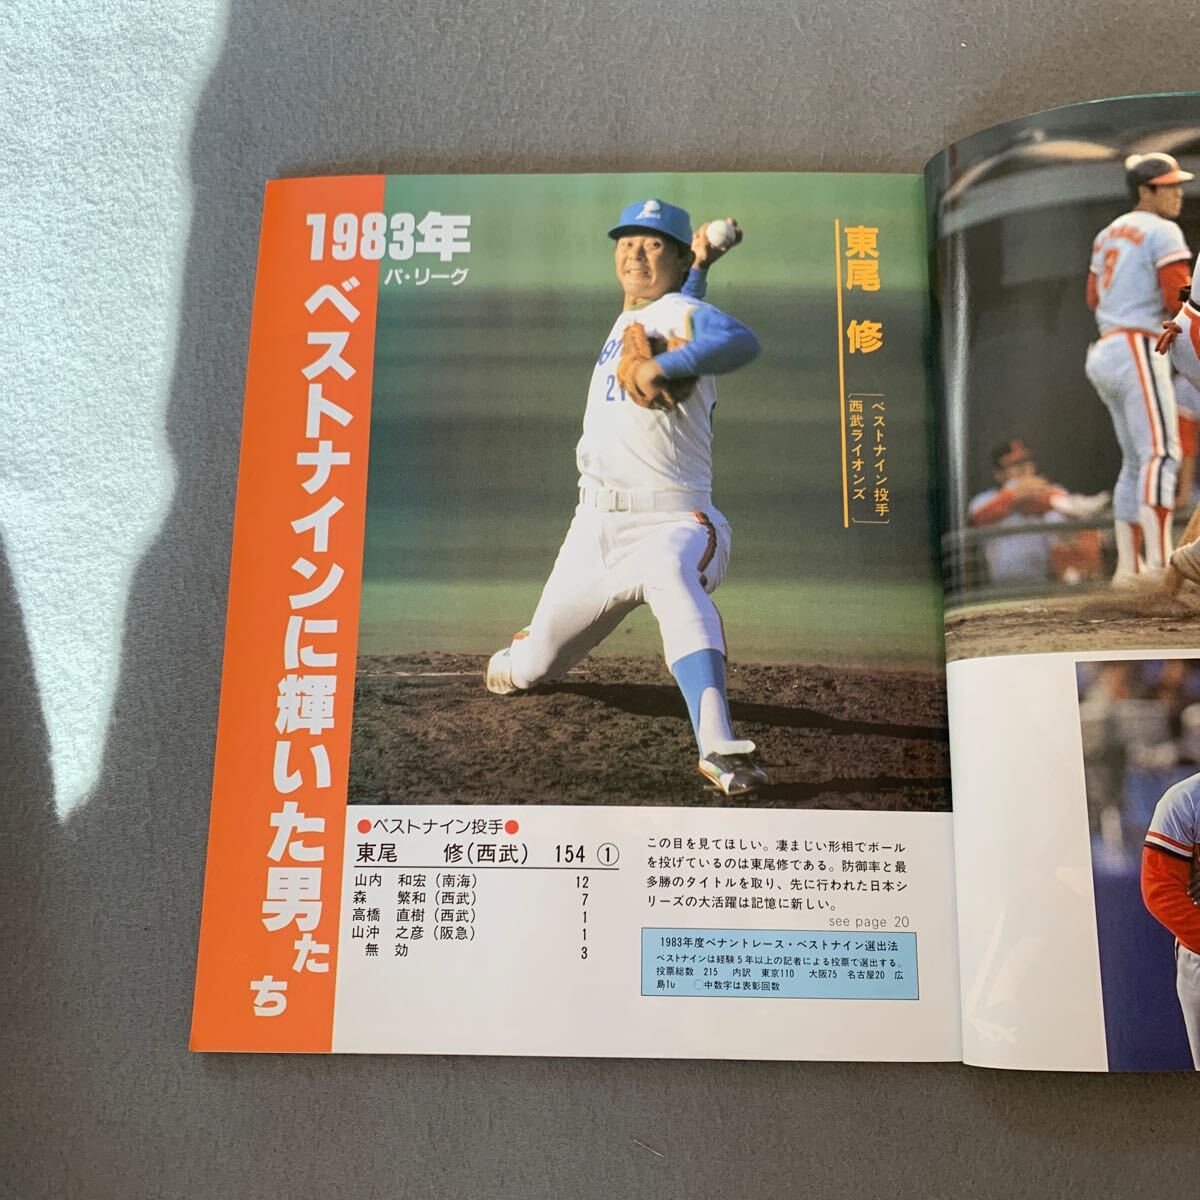 1983年
パ・リーグ
ベストナインに輝いた男たち
東尾 修
ベストナイン投手
西武ライオンズ
21
8
●ベストナイン投手●
東尾 修(西武) 154 ①
山内 和宏(南海) 12
森 繁和(西武) 7
高橋 直樹(西武) 1
山沖 之彦(阪急) 1
無効 3
この目を見てほしい。凄まじい形相でボール
を投げているのは東尾修である。防御率と最
多勝のタイトルを取り、先に行われた日本シ
リーズの大活躍は記憶に新しい。
see page 20
1983年度ペナントレース・ベストナイン選出法
ベストナインは経験5年以上の記者による投票で選出する。
投票総数 215 内訳 東京110 大阪75 名古屋20 広
島10 ○中数字は表彰回数